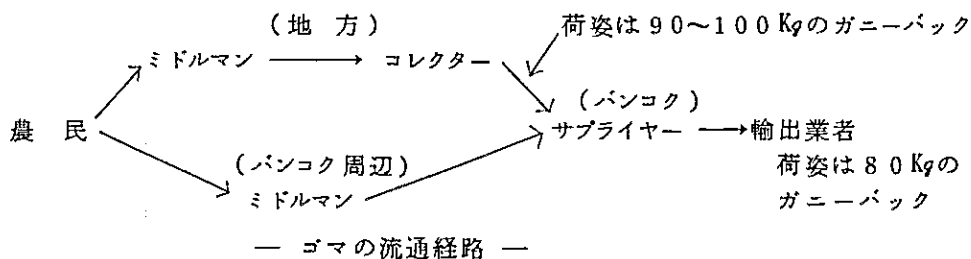 (地 方)
荷姿は90～100Kgのガニーバック
ミドルマン → コレクター
(バンコク)
農 民
サプライヤー → 輸出業者
荷姿は80Kgの
ガニーバック
(バンコク周辺)
ミドルマン
— ゴマの流通経路 —